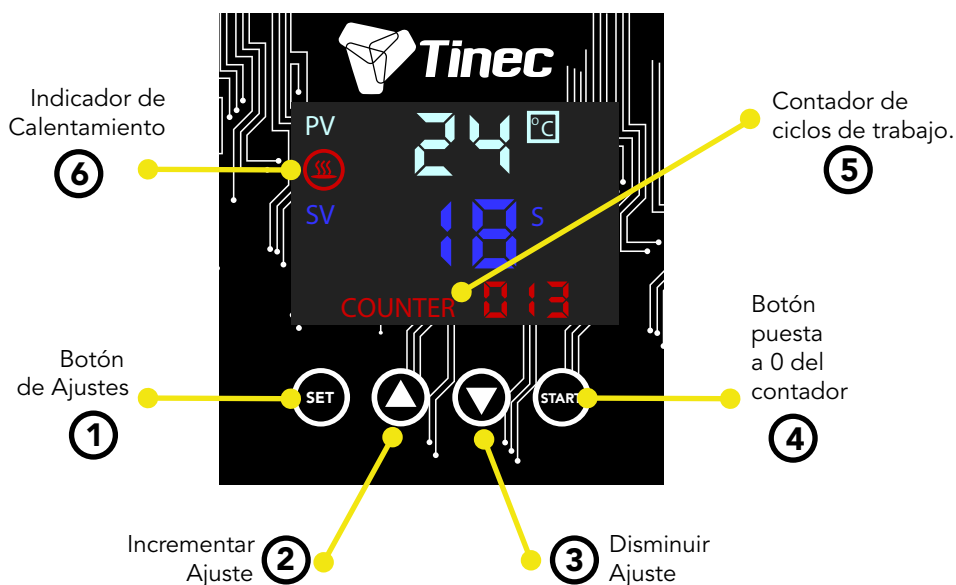 Tinec
Indicador de
Calentamiento
6
PV
24 °C
SV
18 S
COUNTER 013
Contador de
ciclos de trabajo.
5
Botón
de Ajustes
1
SET
START
Botón
puesta
a 0 del
contador
4
Incrementar
Ajuste
2
3
Disminuir
Ajuste